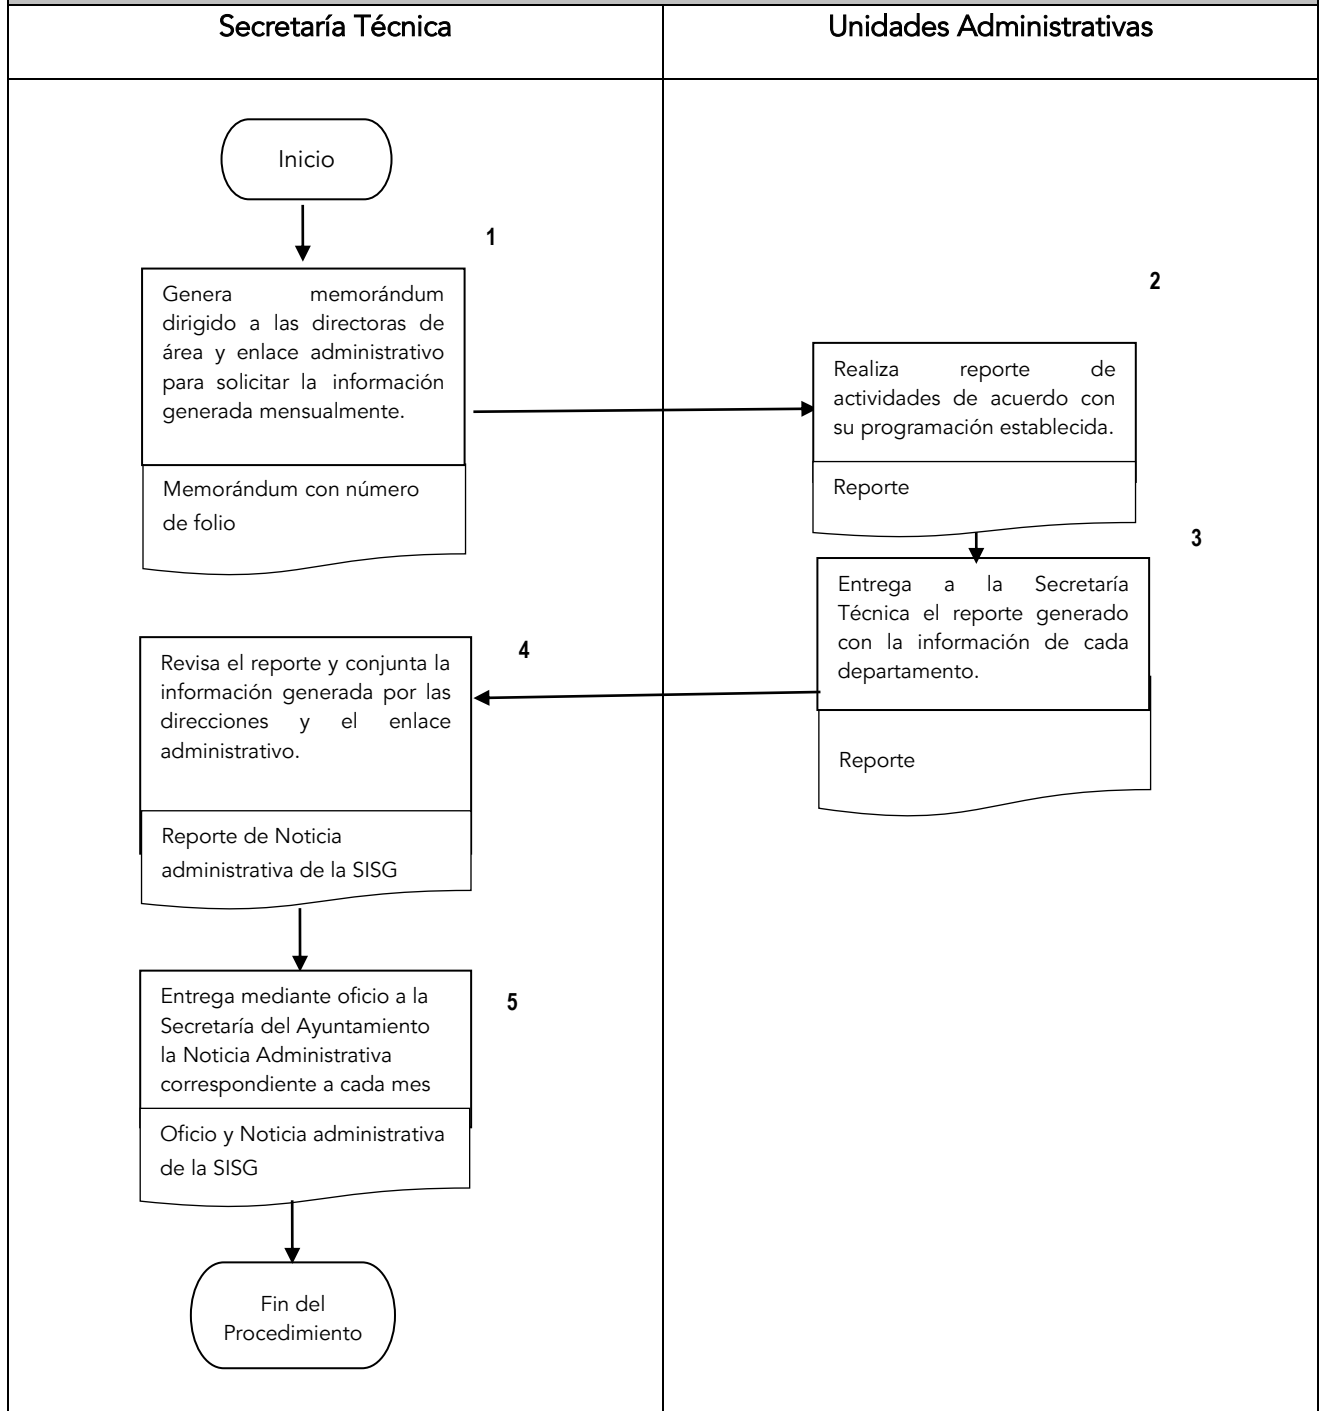 Secretaría Técnica
Unidades Administrativas
Inicio
1
Genera memorándum
dirigido a las directoras de
área y enlace administrativo
para solicitar la información
generada mensualmente.
Memorándum con número
de folio
2
Realiza reporte de
actividades de acuerdo con
su programación establecida.
Reporte
3
Entrega a la Secretaría
Técnica el reporte generado
con la información de cada
departamento.
Reporte
4
Revisa el reporte y conjunta la
información generada por las
direcciones y el enlace
administrativo.
Reporte de Noticia
administrativa de la SISG
5
Entrega mediante oficio a la
Secretaría del Ayuntamiento
la Noticia Administrativa
correspondiente a cada mes
Oficio y Noticia administrativa
de la SISG
Fin del
Procedimiento